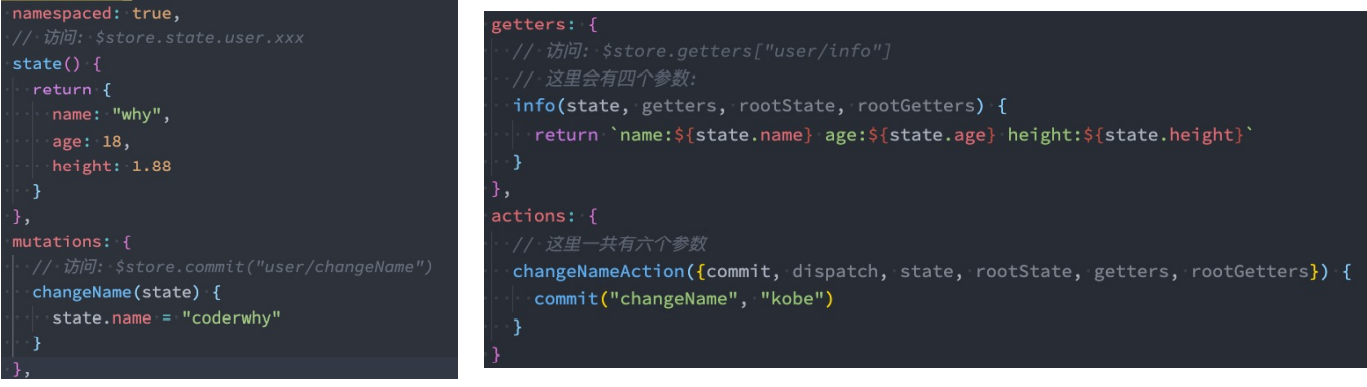 namespaced: true,
// 访问: $store.state.user.xxx
state() {
return {
name: "why",
age: 18,
height: 1.88
}
},
mutations: {
// 访问: $store.commit("user/changeName")
changeName(state) {
state.name = "coderwhy"
}
},
getters: {
// 访问: $store.getters["user/info"]
// 这里会有四个参数:
info(state, getters, rootState, rootGetters) {
return `name:${state.name} age:${state.age} height:${state.height}`
}
},
actions: {
// 这里一共有六个参数
changeNameAction({commit, dispatch, state, rootState, getters, rootGetters}) {
commit("changeName", "kobe")
}
}